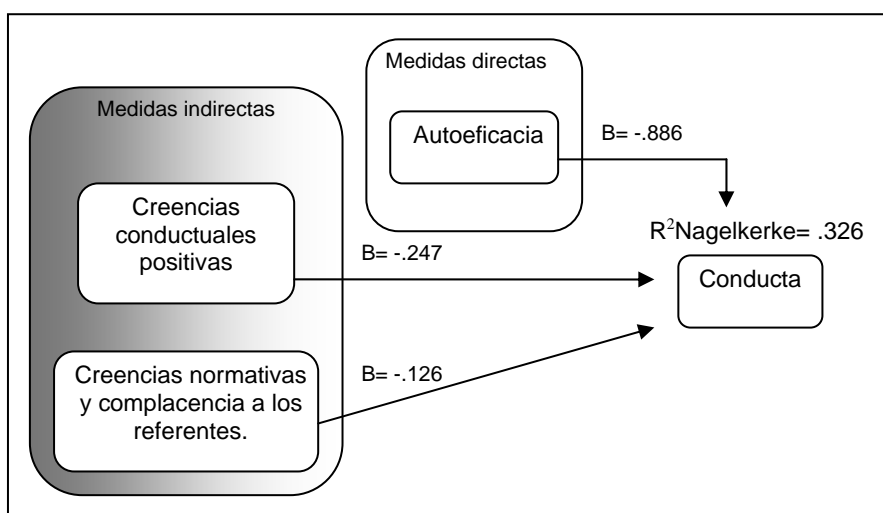 Medidas directas
Autoeficacia
B= -.886
Medidas indirectas
Creencias
conductuales
positivas
B= -.247
R²Nagelkerke= .326
Conducta
Creencias normativas
y complacencia a los
referentes.
B= -.126